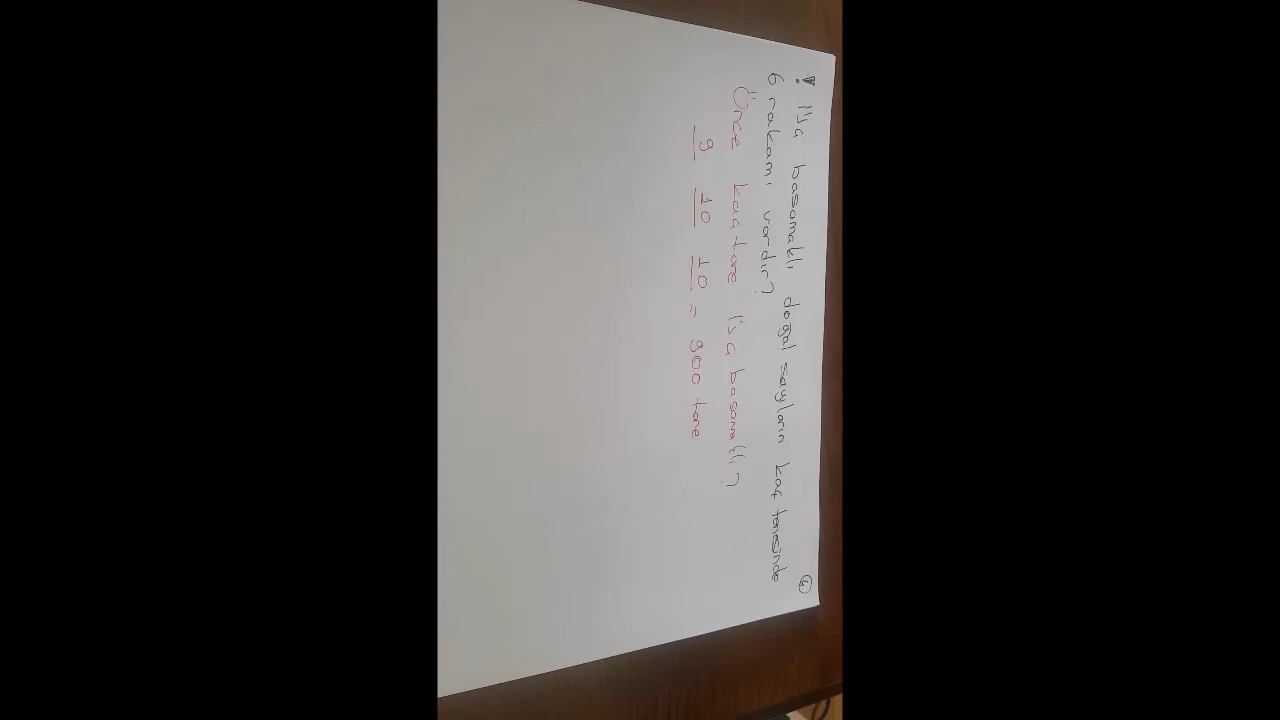 ! Üç basamaklı doğal sayıların kaç tanesinde ④
6 rakamı vardır?
Önce kaç tane üç basamaklı?
9 10 10 = 900 tane